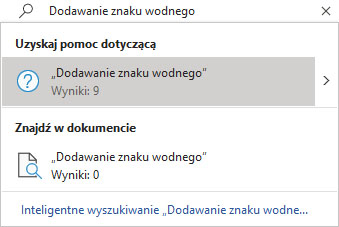 Dodawanie znaku wodnego
Uzyskaj pomoc dotyczącą
„Dodawanie znaku wodnego”
Wyniki: 9
Znajdź w dokumencie
„Dodawanie znaku wodnego”
Wyniki: 0
Inteligentne wyszukiwanie „Dodawanie znaku wodne...